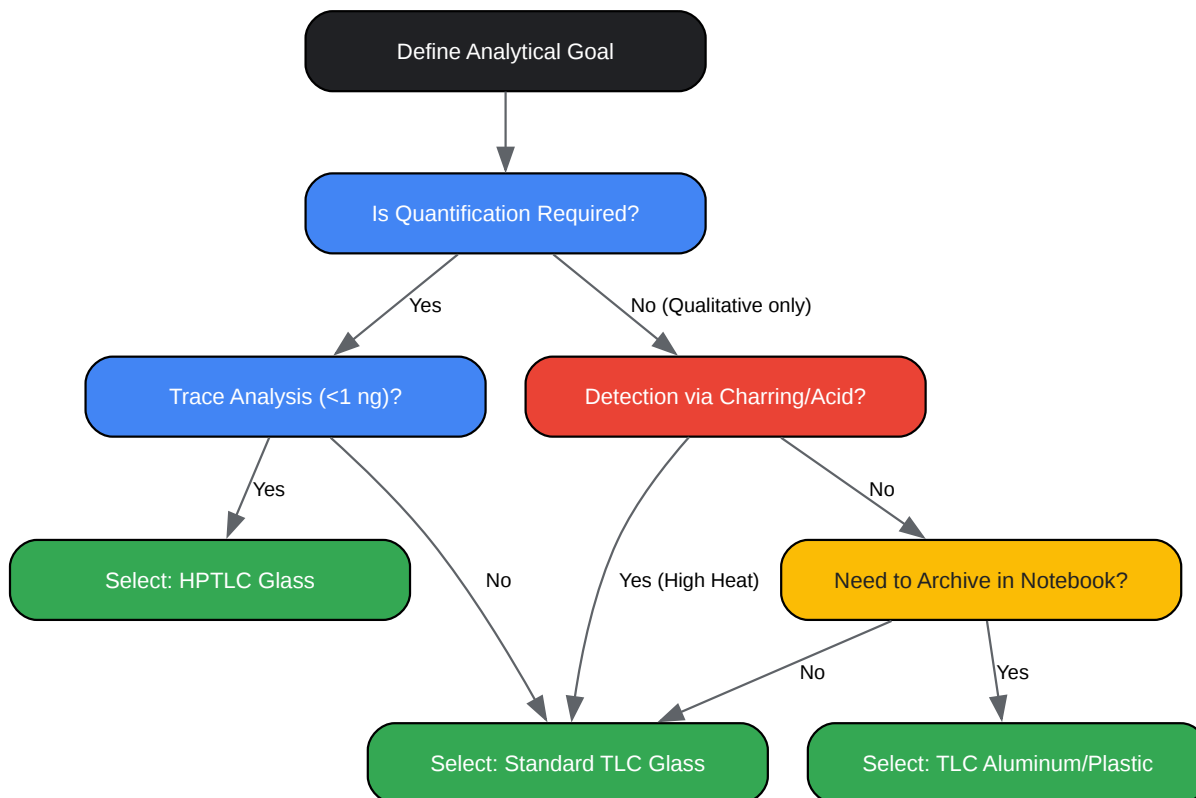 Define Analytical Goal
Is Quantification Required?
Yes
No (Qualitative only)
Trace Analysis (<1 ng)?
Detection via Charring/Acid?
Yes
No
Select: HPTLC Glass
No
Yes (High Heat)
Need to Archive in Notebook?
No
Yes
Select: Standard TLC Glass
Select: TLC Aluminum/Plastic